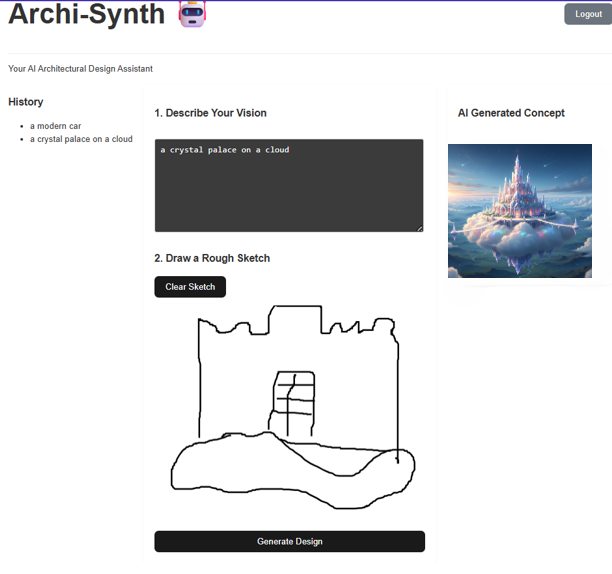 Archi-Synth
Logout
Your AI Architectural Design Assistant
History
a modern car
a crystal palace on a cloud
1. Describe Your Vision
a crystal palace on a cloud
2. Draw a Rough Sketch
Clear Sketch
Generate Design
AI Generated Concept